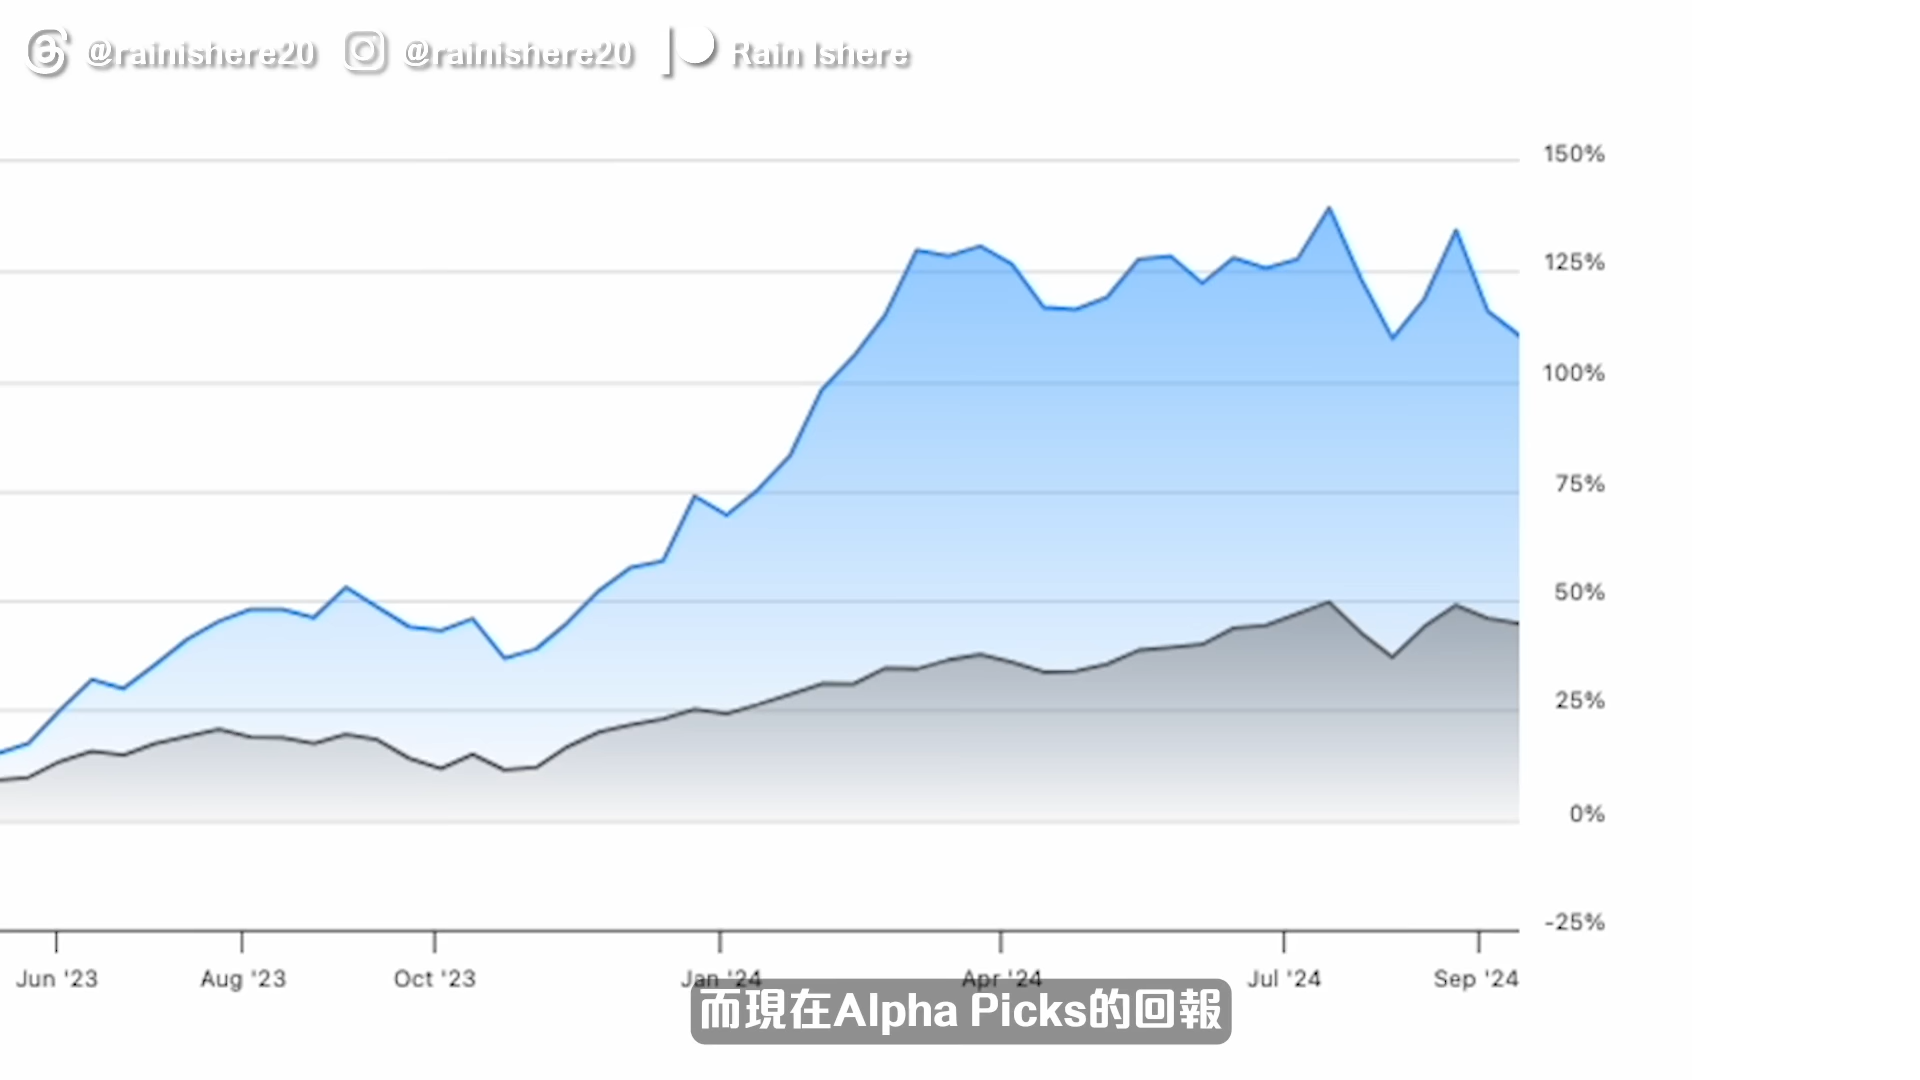 @rainishere20 @rainishere20 Rain Ishere
150%
125%
100%
75%
50%
25%
0%
-25%
Jun '23 Aug '23 Oct '23 Jan '24 Apr '24 Jul '24 Sep '24
而現在Alpha Picks的回報